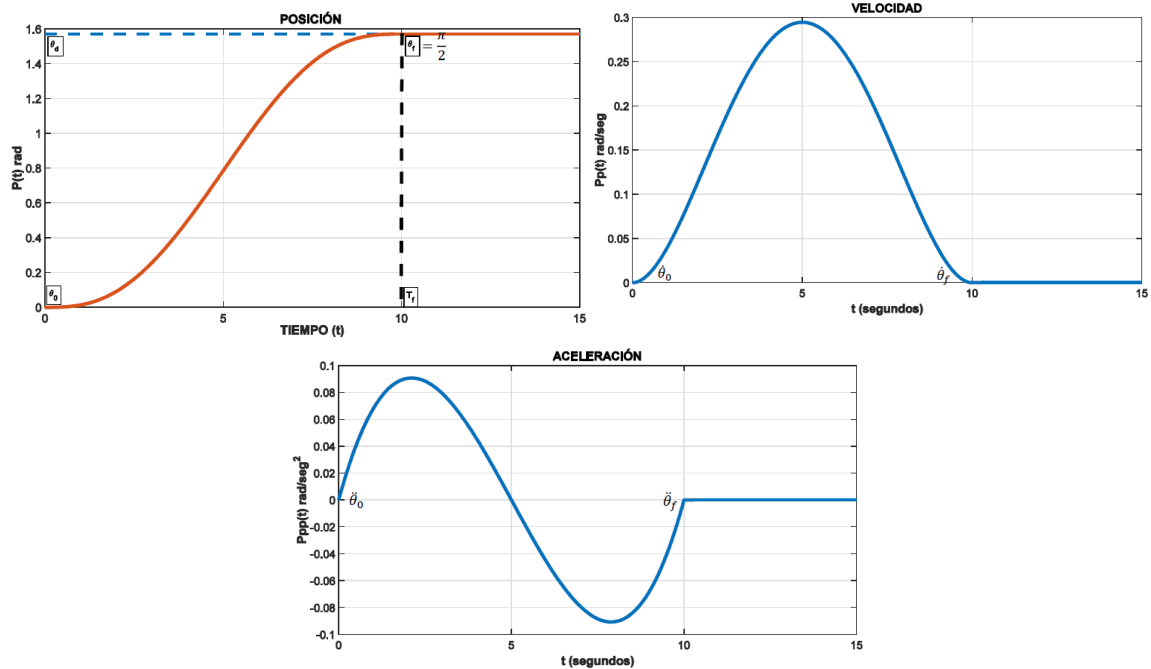 POSICIÓN
1.6
1.4
1.2
1
0.8
0.6
0.4
0.2
0
P(t) rad
θd
θf = π/2
θ0
Tf
0 5 10 15
TIEMPO (t)
VELOCIDAD
0.3
0.25
0.2
0.15
0.1
0.05
0
Pp(t) rad/seg
θ̇0
θ̇f
0 5 10 15
t (segundos)
ACELERACIÓN
0.1
0.08
0.06
0.04
0.02
0
-0.02
-0.04
-0.06
-0.08
-0.1
Ppp(t) rad/seg²
θ̈0
θ̈f
0 5 10 15
t (segundos)